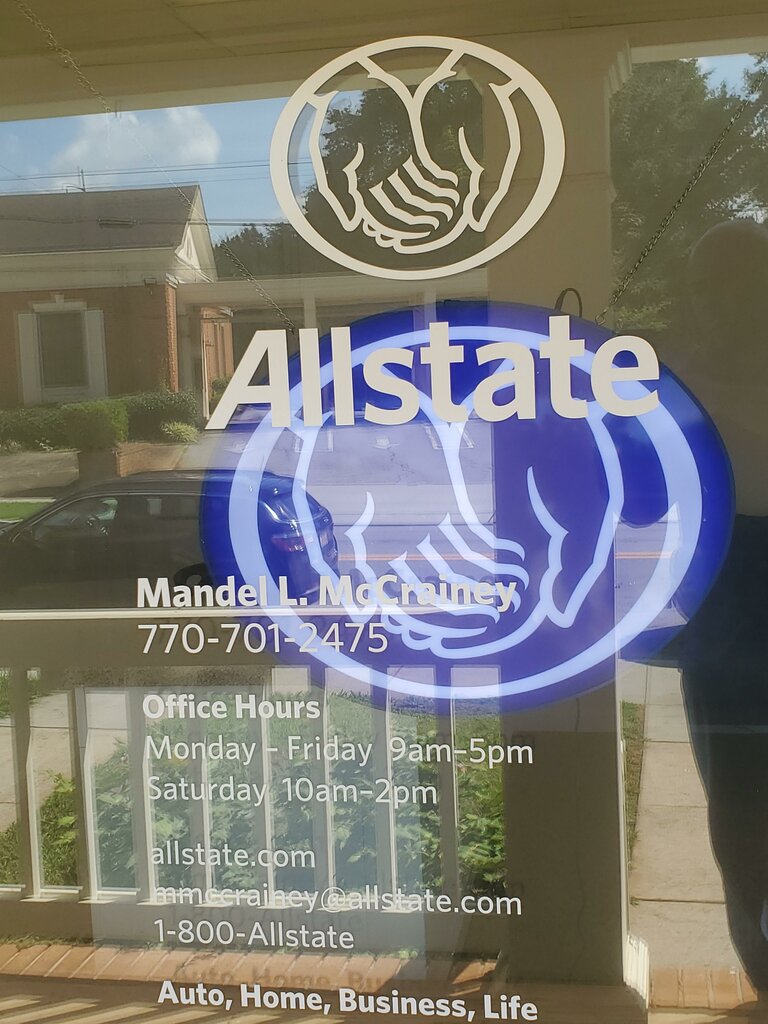 Allstate
Mandel L. McCrainey
770-701-2475
Office Hours
Monday – Friday 9am–5pm
Saturday 10am–2pm
allstate.com
mmccrainey@allstate.com
1-800-Allstate
Auto, Home, Business, Life